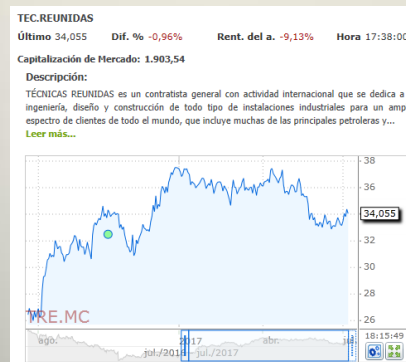 TEC.REUNIDAS
Último 34,055 Dif. % -0,96% Rent. del a. -9,13% Hora 17:38:00
Capitalización de Mercado: 1.903,54
Descripción:
TÉCNICAS REUNIDAS es un contratista general con actividad internacional que se dedica a
ingeniería, diseño y construcción de todo tipo de instalaciones industriales para un amp
espectro de clientes de todo el mundo, que incluye muchas de las principales petroleras y...
Leer más...
38
36
34,055
32
30
28
26
RE.MC
ago. 2017 abr. jul.
jul./2016 - jul./2017
18:15:49